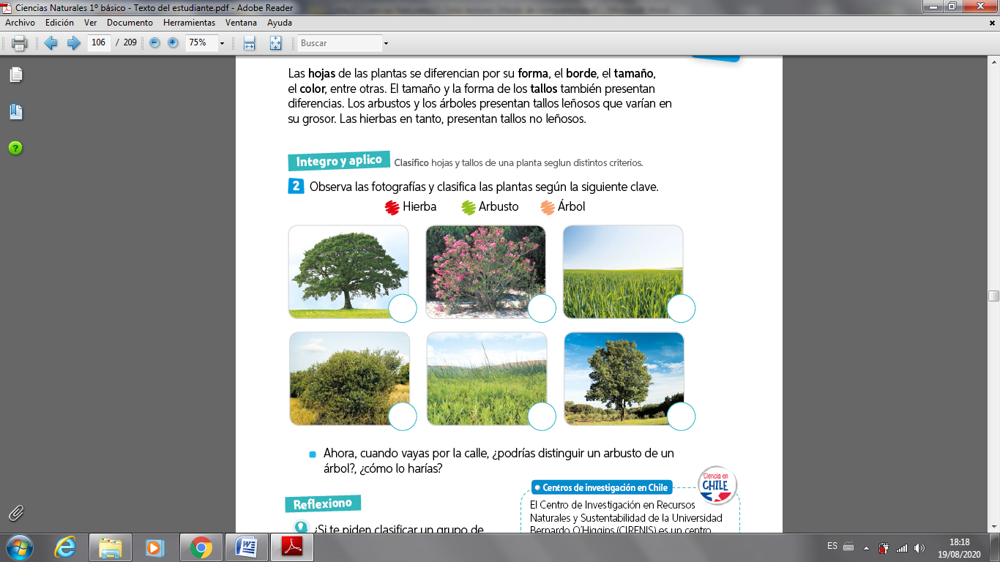 Ciencias Naturales 1º básico - Texto del estudiante.pdf - Adobe Reader
Archivo Edición Ver Documento Herramientas Ventana Ayuda
106 / 209 75% Buscar
Las hojas de las plantas se diferencian por su forma, el borde, el tamaño,
el color, entre otras. El tamaño y la forma de los tallos también presentan
diferencias. Los arbustos y los árboles presentan tallos leñosos que varían en
su grosor. Las hierbas en tanto, presentan tallos no leñosos.
Integro y aplico Clasifico hojas y tallos de una planta seglun distintos criterios.
2 Observa las fotografías y clasifica las plantas según la siguiente clave.
Hierba Arbusto Árbol
Ahora, cuando vayas por la calle, ¿podrías distinguir un arbusto de un
árbol?, ¿cómo lo harías?
Reflexiono
¿Si te piden clasificar un grupo de
Ciencia en
CHILE
Centros de investigación en Chile
El Centro de Investigación en Recursos
Naturales y Sustentabilidad de la Universidad
Bernardo O´Higgins (CIRENIS) es un centro
ES
18:18
19/08/2020